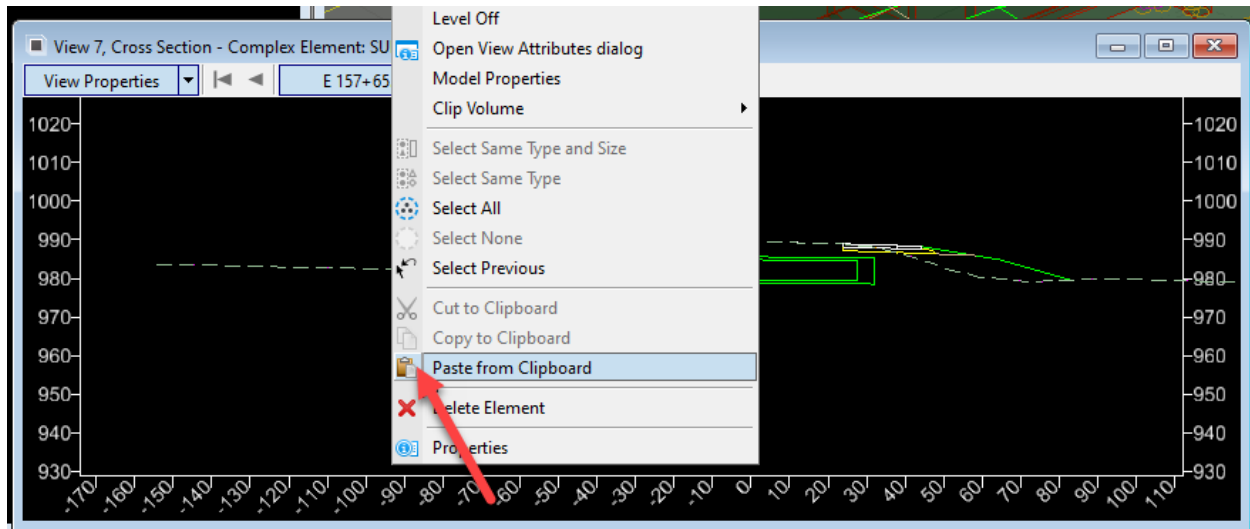 Level Off
View 7, Cross Section - Complex Element: SU
Open View Attributes dialog
View Properties
E 157+65
Model Properties
Clip Volume
1020
1020
Select Same Type and Size
1010
1010
Select Same Type
1000
1000
Select All
990
990
Select None
980
980
Select Previous
970
970
Cut to Clipboard
Copy to Clipboard
960
960
Paste from Clipboard
950
950
Delete Element
940
940
Properties
930
930
-170 -160 -150 -140 -130 -120 -110 -100 -90 -80 -70 -60 -50 -40 -30 -20 -10 0 10 20 30 40 50 60 70 80 90 100 110